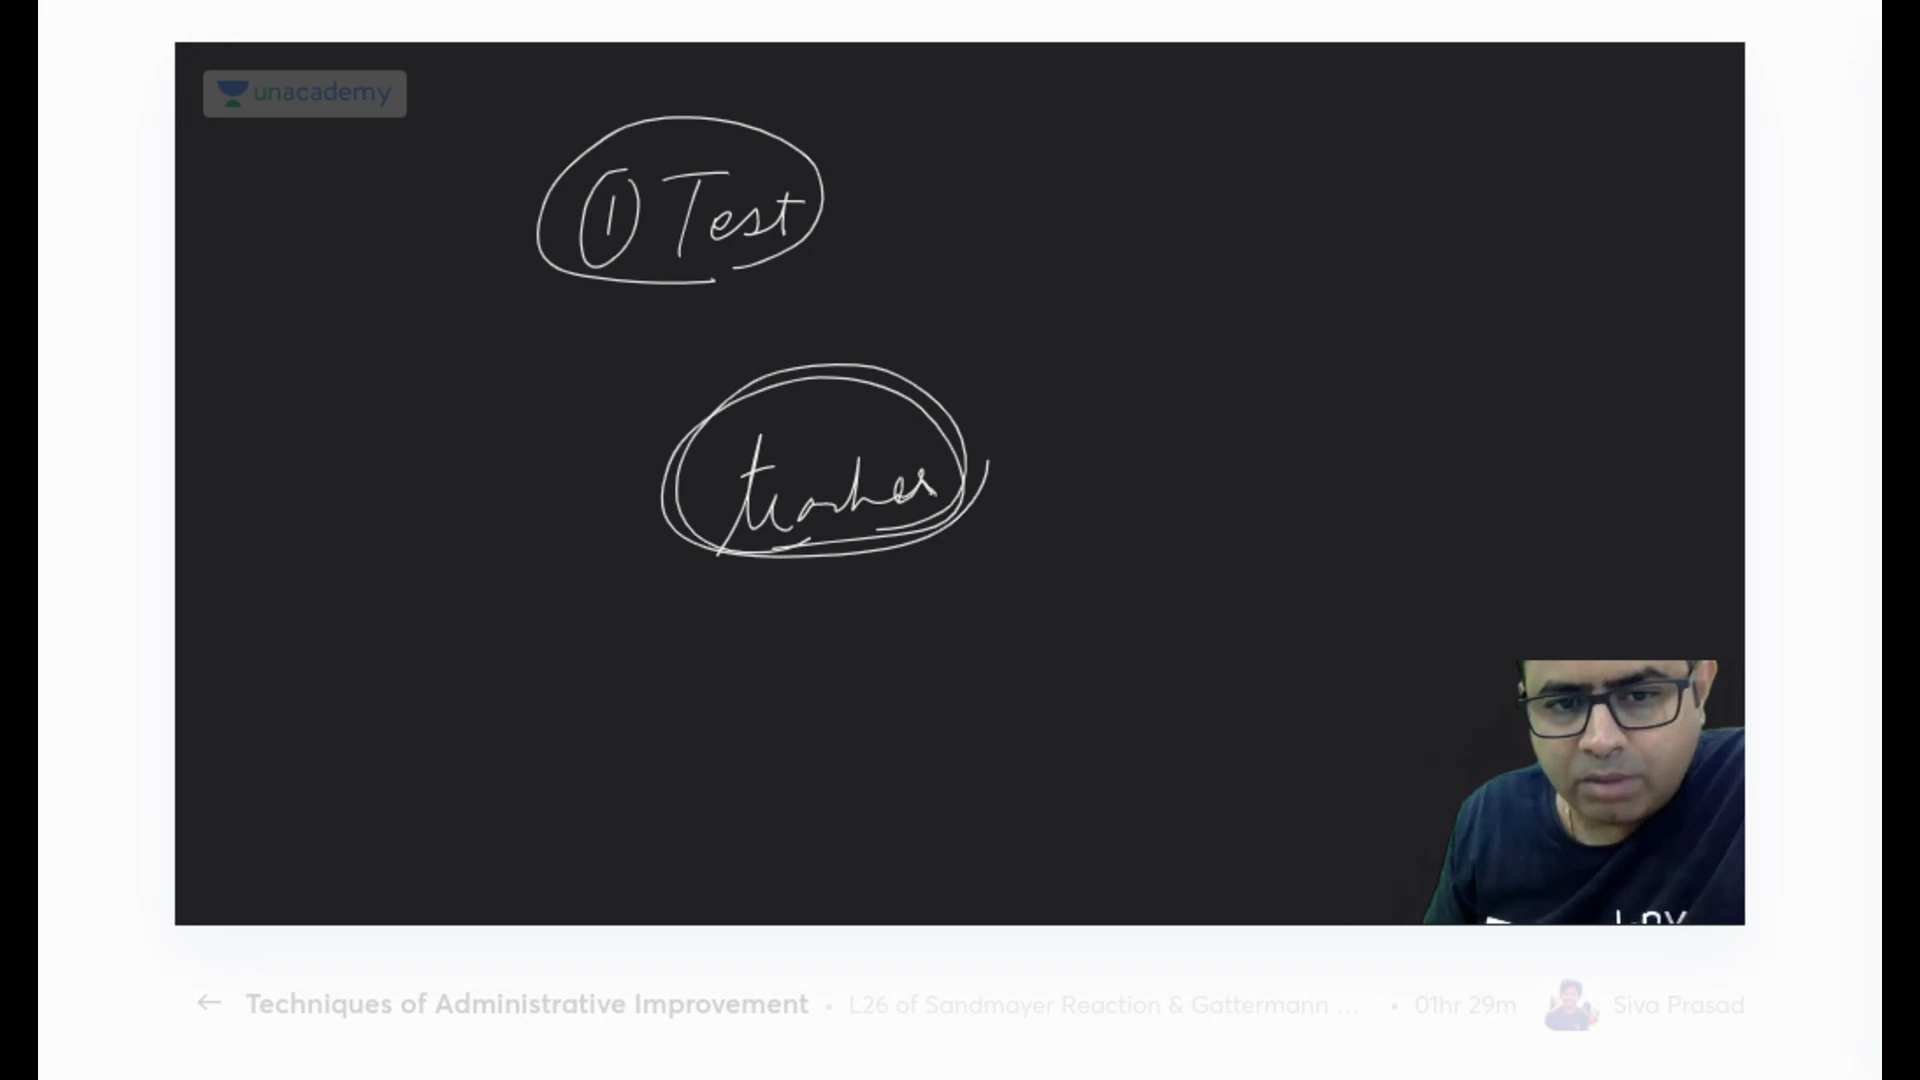 unacademy
① Test
teacher
Techniques of Administrative Improvement • L26 of Sandmayer Reaction & Gattermann ... • 01hr 29m Siva Prasad